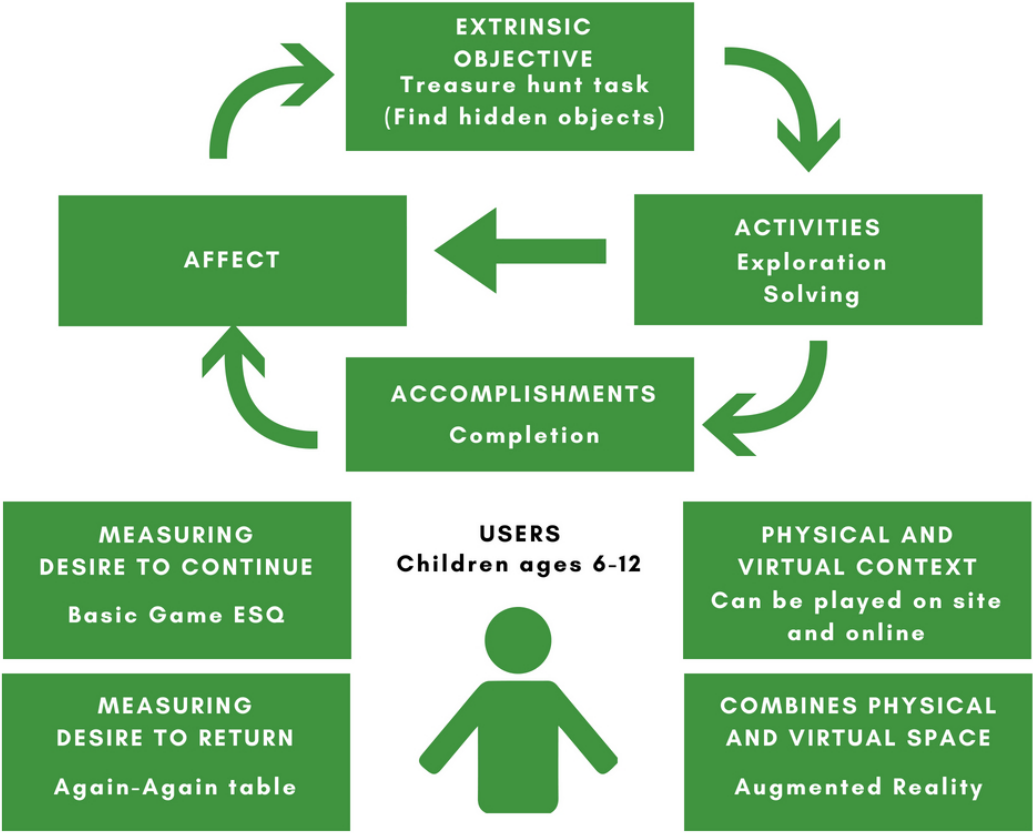 EXTRINSIC
OBJECTIVE
Treasure hunt task
(Find hidden objects)
AFFECT
ACTIVITIES
Exploration
Solving
ACCOMPLISHMENTS
Completion
MEASURING
DESIRE TO CONTINUE
Basic Game ESQ
USERS
Children ages 6-12
PHYSICAL AND
VIRTUAL CONTEXT
Can be played on site
and online
MEASURING
DESIRE TO RETURN
Again-Again table
COMBINES PHYSICAL
AND VIRTUAL SPACE
Augmented Reality